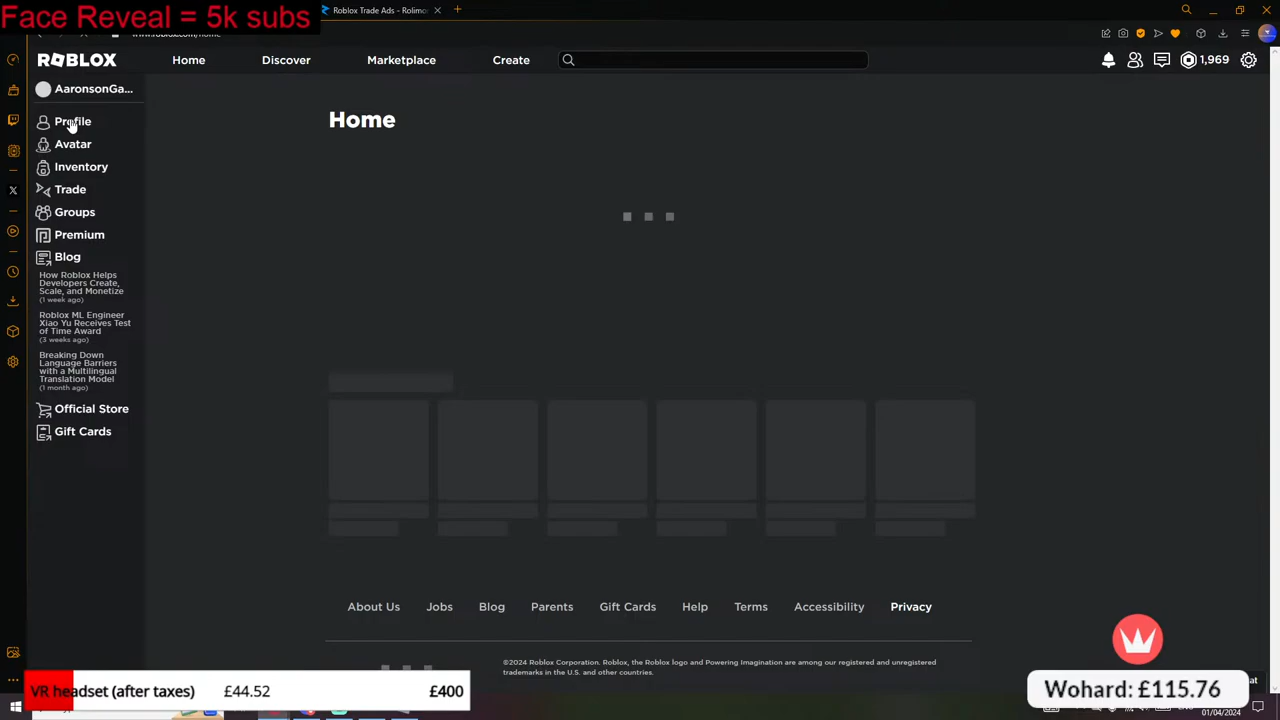 Face Reveal = 5k subs
Roblox Trade Ads - Rolimo
www.roblox.com/home
ROBLOX
Home
Discover
Marketplace
Create
1,969
AaronsonGa...
Profile
Avatar
Inventory
Trade
Groups
Premium
Blog
How Roblox Helps
Developers Create,
Scale, and Monetize
(1 week ago)
Roblox ML Engineer
Xiao Yu Receives Test
of Time Award
(3 weeks ago)
Breaking Down
Language Barriers
with a Multilingual
Translation Model
(1 month ago)
Official Store
Gift Cards
Home
About Us
Jobs
Blog
Parents
Gift Cards
Help
Terms
Accessibility
Privacy
©2024 Roblox Corporation. Roblox, the Roblox logo and Powering Imagination are among our registered and unregistered
trademarks in the U.S. and other countries.
VR headset (after taxes)
£44.52
£400
Wohard: £115.76
01/04/2024